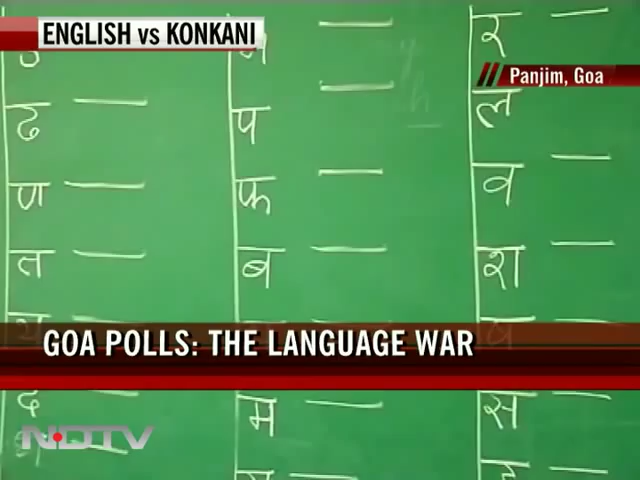 ENGLISH vs KONKANI
Panjim, Goa
र
ल
ढ
प
ण
फ
व
त
ब
श
GOA POLLS: THE LANGUAGE WAR
द
म
स
NDTV